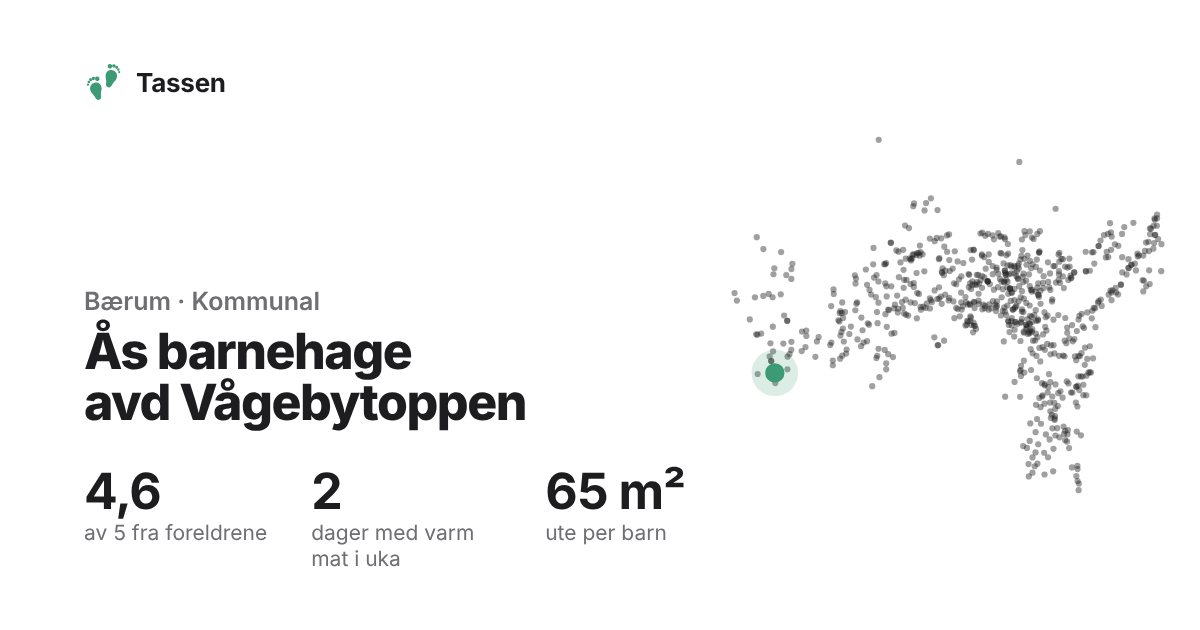 Tassen
Bærum · Kommunal
Ås barnehage
avd Vågebytoppen
4,6
av 5 fra foreldrene
2
dager med varm
mat i uka
65 m²
ute per barn